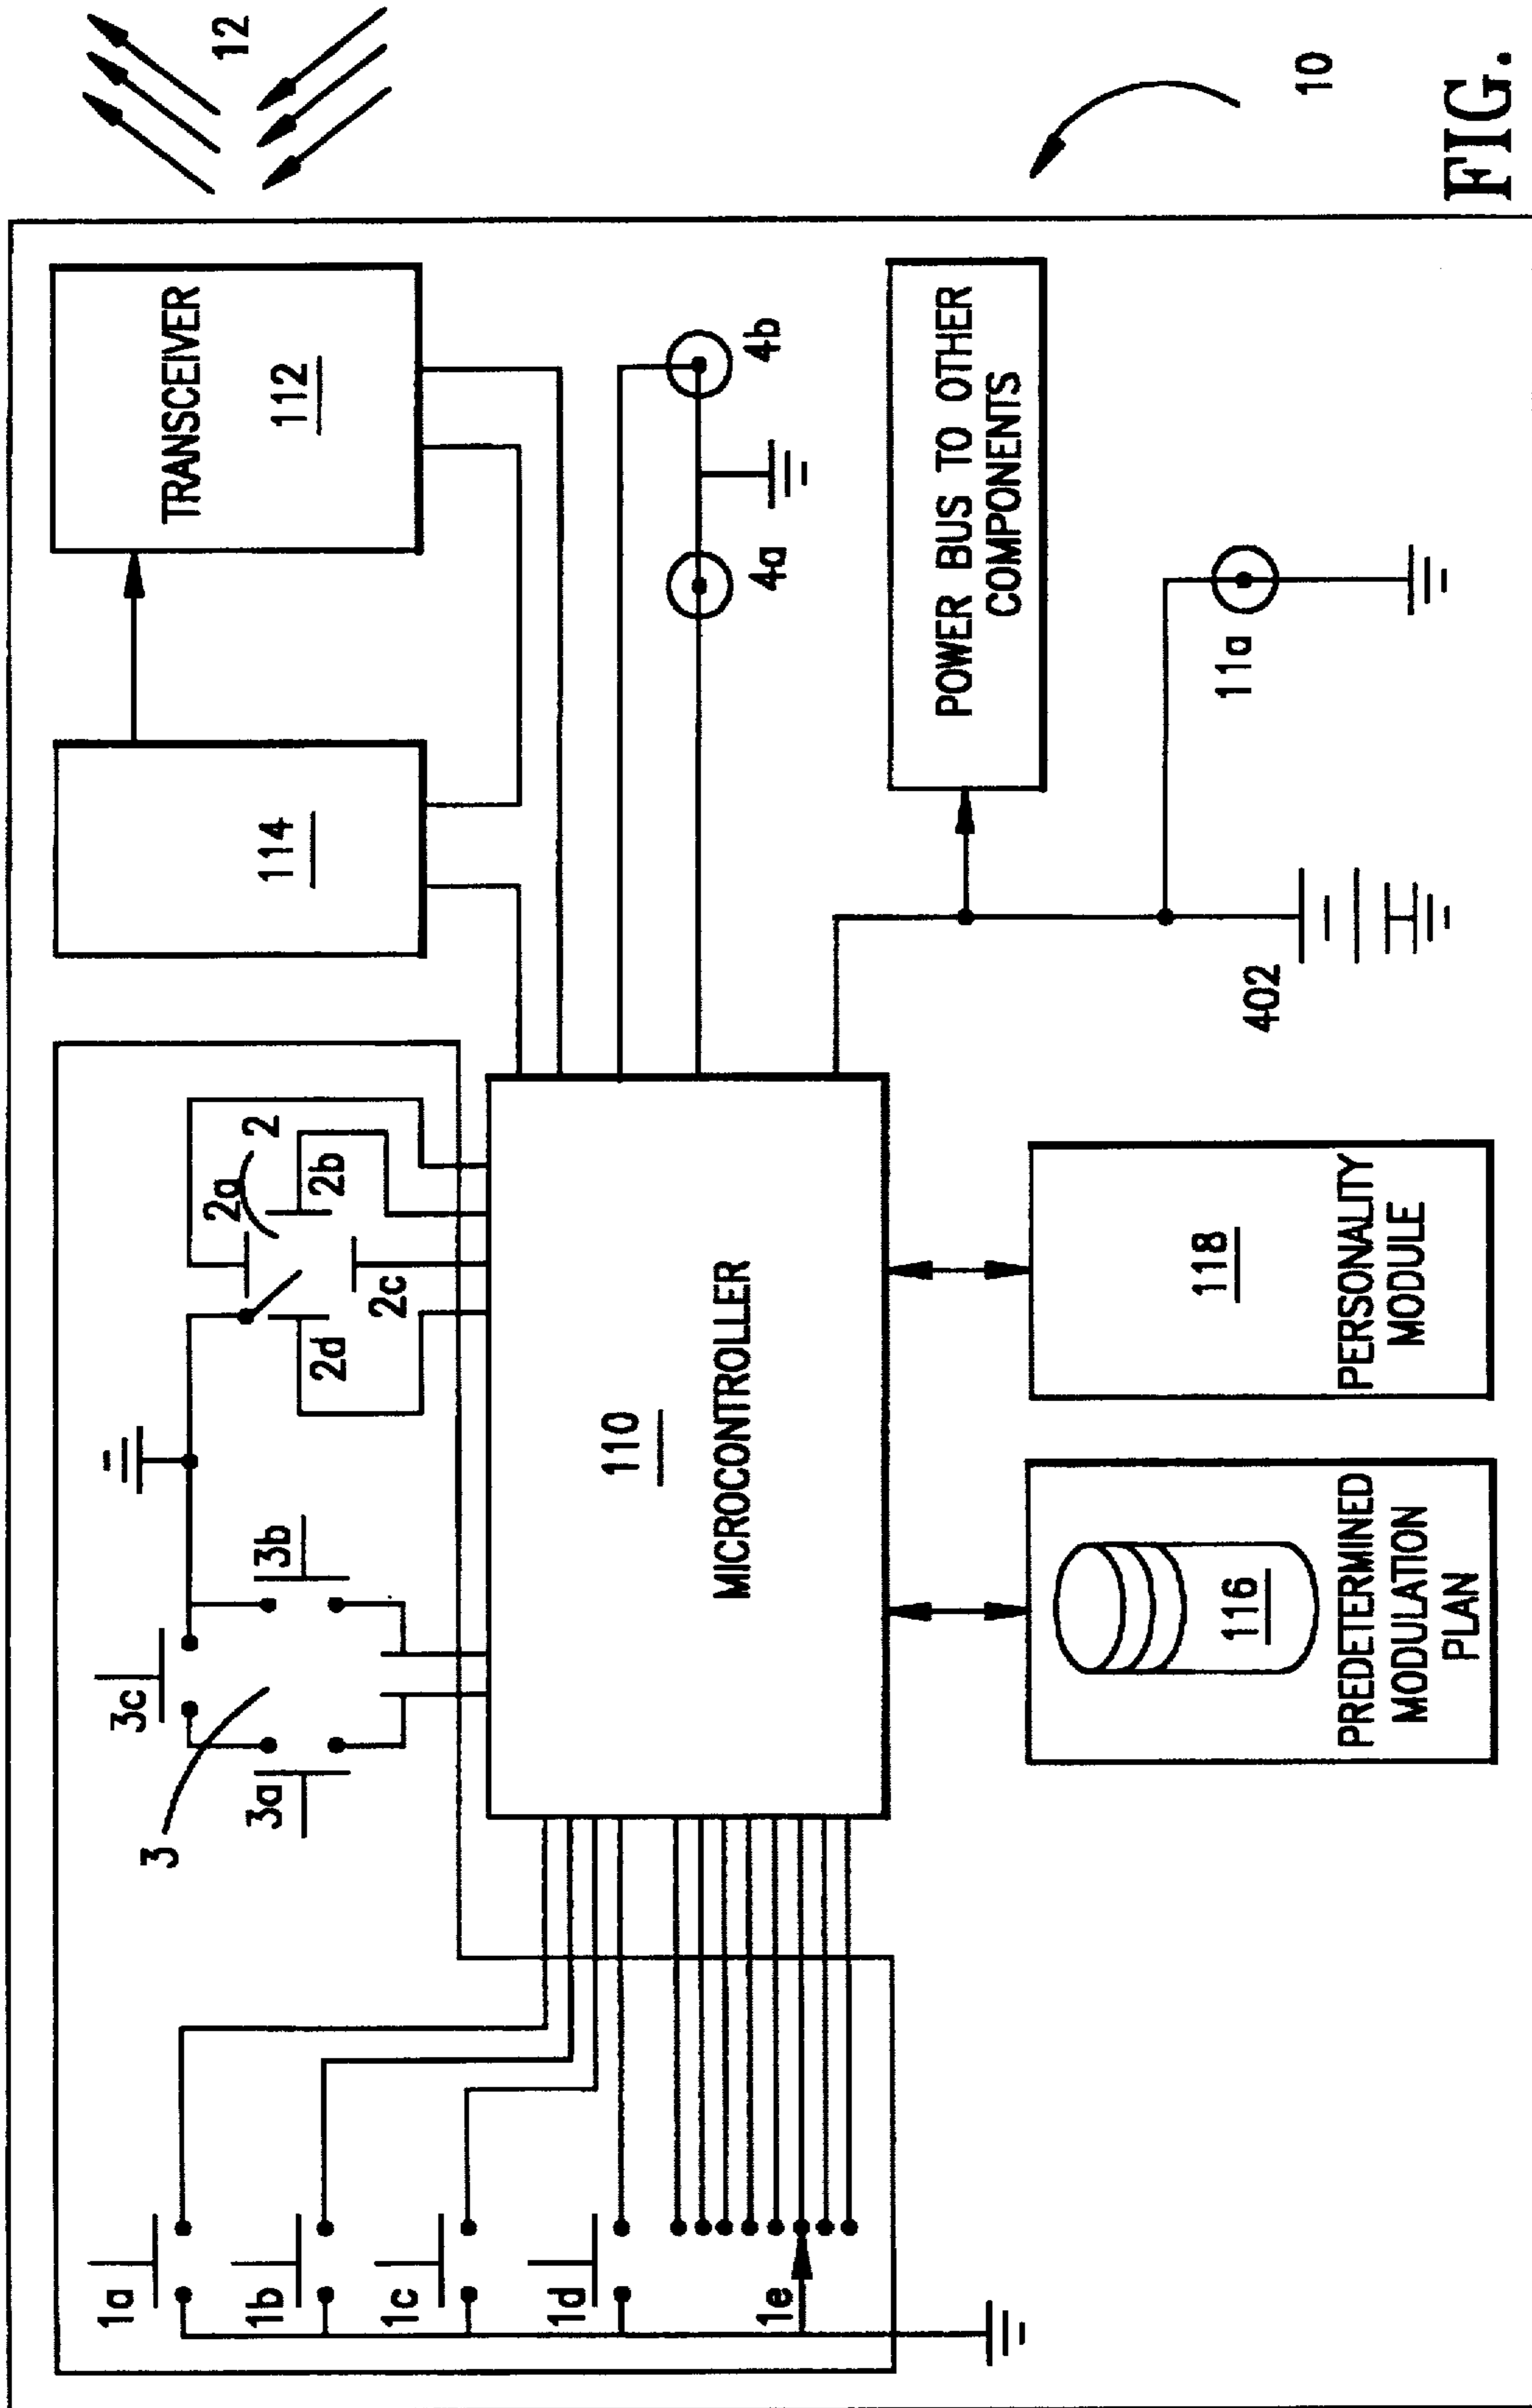 1a
1b
1c
1d
1e
3
3a
3b
3c
2
2a
2b
2c
2d
110
MICROCONTROLLER
114
TRANSCEIVER
112
12
4a
4b
POWER BUS TO OTHER
COMPONENTS
11a
402
116
PREDETERMINED
MODULATION
PLAN
118
PERSONALITY
MODULE
10
FIG.